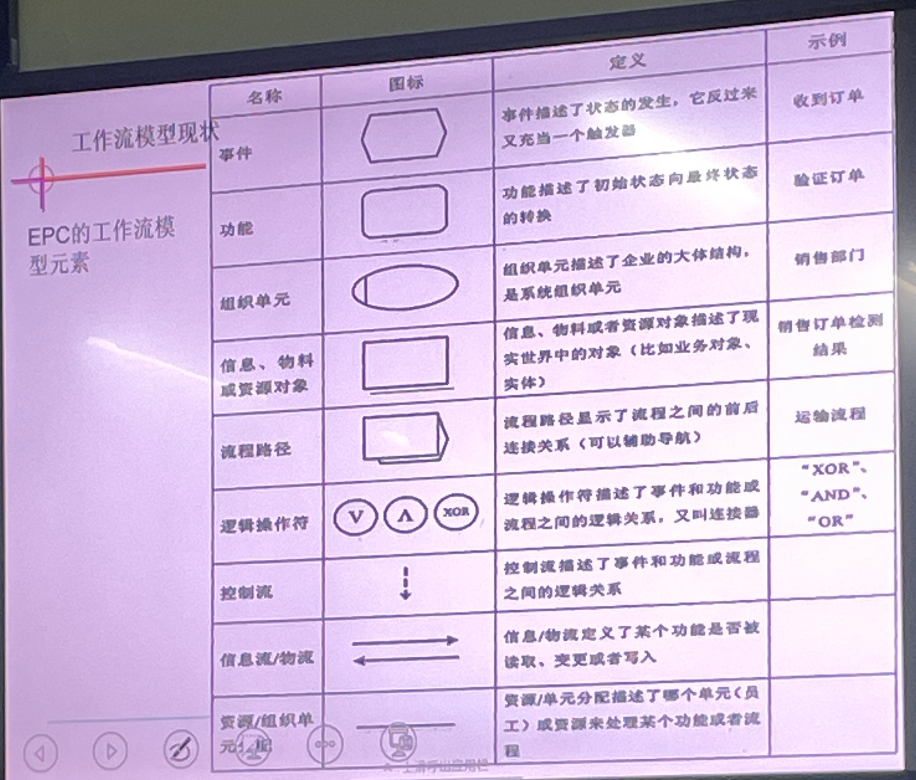 工作流模型现状
EPC的工作流模
型元素
名称 图标 定义 示例
事件
事件描述了状态的发生，它反过来
又充当一个触发器
收到订单
功能
功能描述了初始状态向最终状态
的转换
验证订单
组织单元
组织单元描述了企业的大体结构，
是系统组织单元
销售部门
信息、物料
或资源对象
信息、物料或者资源对象描述了现
实世界中的对象（比如业务对象、
实体）
销售订单检测
结果
流程路径
流程路径显示了流程之间的前后
连接关系（可以辅助导航）
运输流程
逻辑操作符
V Λ XOR
逻辑操作符描述了事件和功能或
流程之间的逻辑关系，又叫连接器
“XOR”、
“AND”、
“OR”
控制流
控制流描述了事件和功能或流程
之间的逻辑关系
信息流/物流
信息/物流定义了某个功能是否被
读取、变更或者写入
资源/组织单
元分配
资源/单元分配描述了哪个单元（员
工）或资源来处理某个功能或者流
程